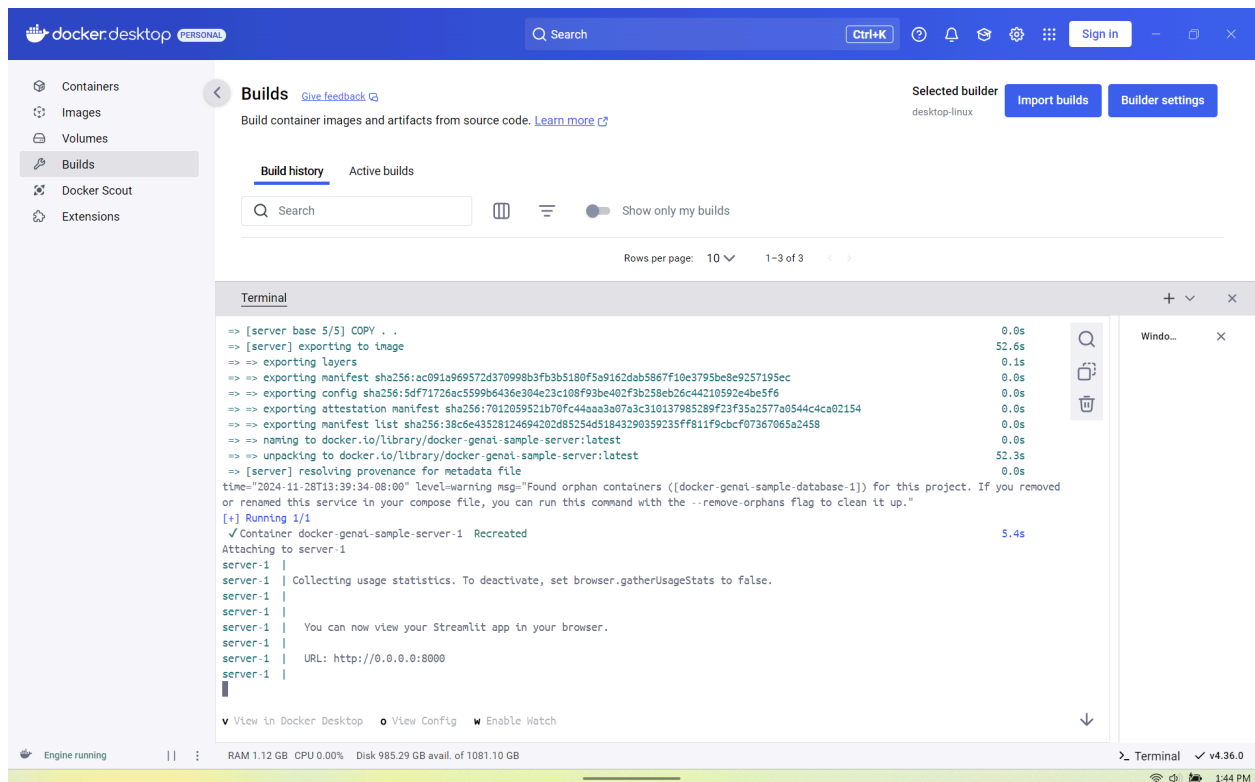 docker.desktop PERSONAL
Search
Ctrl+K
Sign in
Containers
Images
Volumes
Builds
Docker Scout
Extensions
Builds Give feedback
Build container images and artifacts from source code. Learn more
Selected builder
desktop-linux
Import builds
Builder settings
Build history Active builds
Search
Show only my builds
Rows per page: 10 1–3 of 3
Terminal
Windo...
=> [server base 5/5] COPY . . 0.0s
=> [server] exporting to image 52.6s
=> => exporting layers 0.1s
=> => exporting manifest sha256:ac091a969572d370998b3fb3b5180f5a9162dab5867f10e3795be8e9257195ec 0.0s
=> => exporting config sha256:5df71726ac5599b6436e304e23c108f93be402f3b258eb26c44210592e4be5f6 0.0s
=> => exporting attestation manifest sha256:7012059521b70fc44aaa3a07a3c310137985289f23f35a2577a0544c4ca02154 0.0s
=> => exporting manifest list sha256:38c6e43528124694202d85254d51843290359235ff811f9cbcf07367065a2458 0.0s
=> => naming to docker.io/library/docker-genai-sample-server:latest 0.0s
=> => unpacking to docker.io/library/docker-genai-sample-server:latest 52.3s
=> [server] resolving provenance for metadata file 0.0s
time="2024-11-28T13:39:34-08:00" level=warning msg="Found orphan containers ([docker-genai-sample-database-1]) for this project. If you removed
or renamed this service in your compose file, you can run this command with the --remove-orphans flag to clean it up."
[+] Running 1/1
✓Container docker-genai-sample-server-1 Recreated 5.4s
Attaching to server-1
server-1 |
server-1 | Collecting usage statistics. To deactivate, set browser.gatherUsageStats to false.
server-1 |
server-1 |
server-1 | You can now view your Streamlit app in your browser.
server-1 |
server-1 | URL: http://0.0.0.0:8000
server-1 |
v View in Docker Desktop o View Config w Enable Watch
Engine running
RAM 1.12 GB CPU 0.00% Disk 985.29 GB avail. of 1081.10 GB
>_ Terminal ✓ v4.36.0
1:44 PM